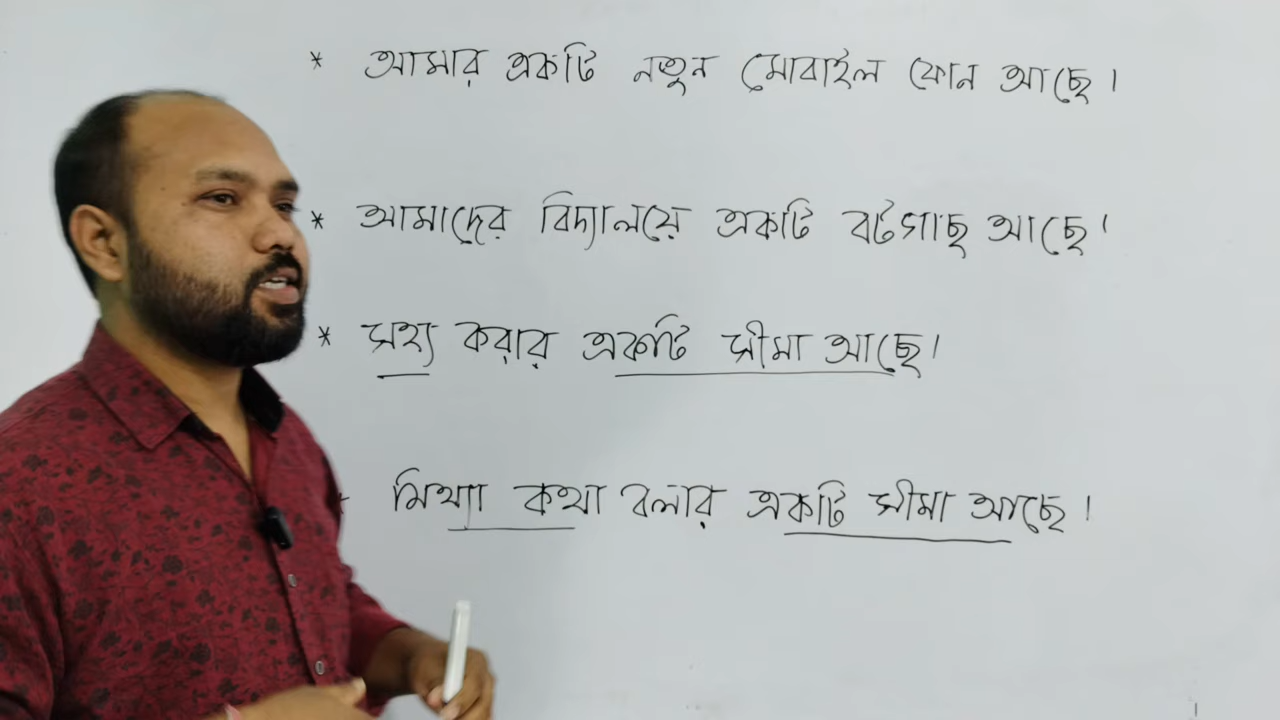 * আমার একটি নতুন মোবাইল ফোন আছে।
* আমাদের বিদ্যালয়ে একটি বটগাছ আছে।
* সহ্য করার একটি সীমা আছে।
* মিথ্যা কথা বলার একটি সীমা আছে।